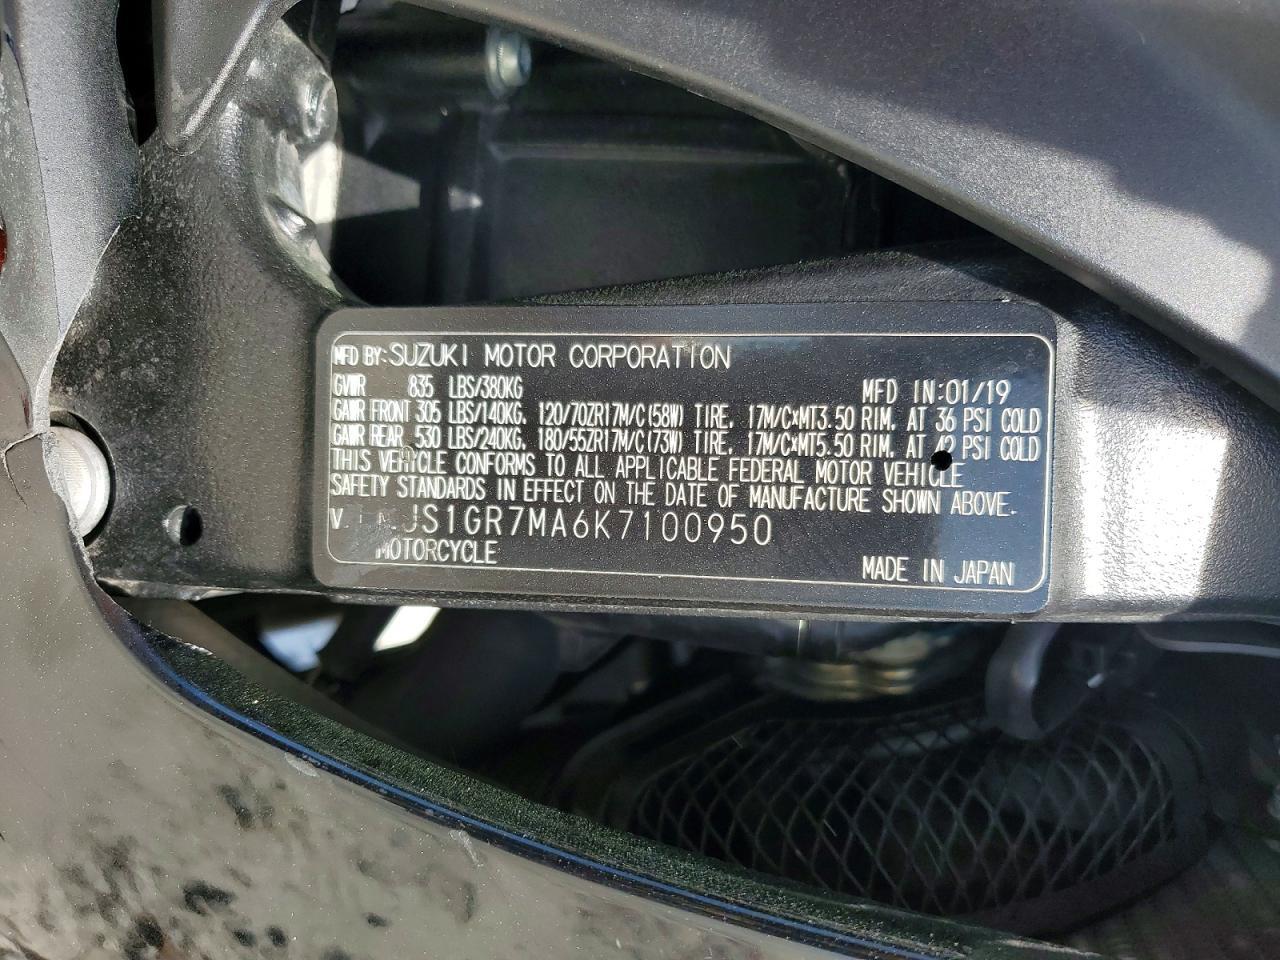 MFD BY: SUZUKI MOTOR CORPORATION
GVWR 835 LBS/380KG MFD IN:01/19
GAWR FRONT 305 LBS/140KG. 120/70ZR17M/C(58W) TIRE. 17M/C×MT3.50 RIM. AT 36 PSI COLD
GAWR REAR 530 LBS/240KG. 180/55ZR17M/C(73W) TIRE. 17M/C×MT5.50 RIM. AT 42 PSI COLD
THIS VEHICLE CONFORMS TO ALL APPLICABLE FEDERAL MOTOR VEHICLE
SAFETY STANDARDS IN EFFECT ON THE DATE OF MANUFACTURE SHOWN ABOVE.
V.I.N. JS1GR7MA6K7100950
MOTORCYCLE MADE IN JAPAN